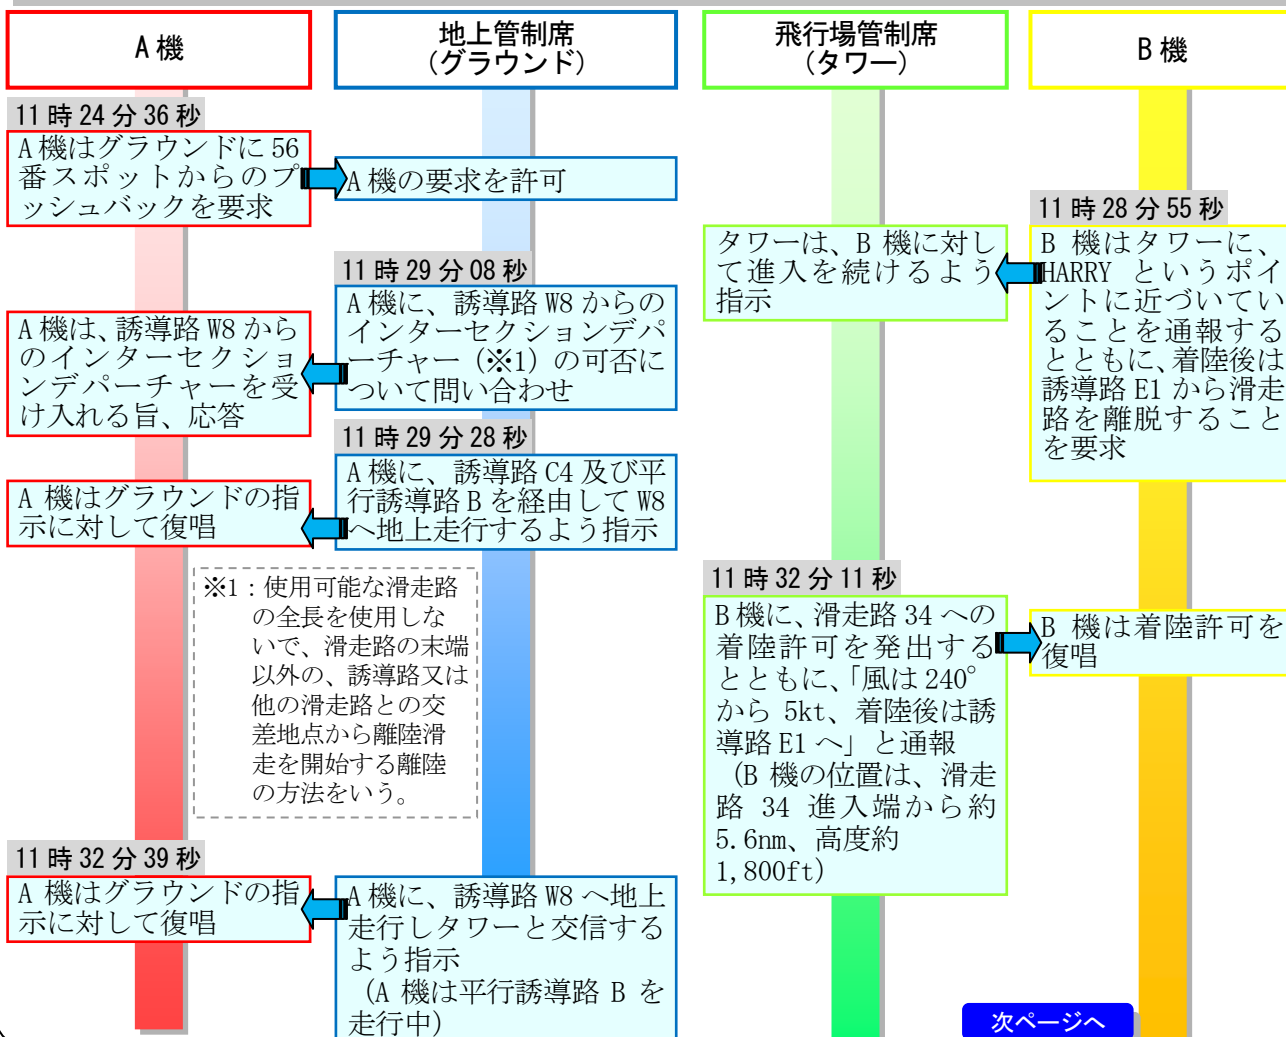 A 機
地上管制席
(グラウンド)
飛行場管制席
(タワー)
B 機
11 時 24 分 36 秒
A 機はグラウンドに 56
番スポットからのプ
ッシュバックを要求
A 機の要求を許可
11 時 28 分 55 秒
B 機はタワーに、
HARRY というポイ
ントに近づいてい
ることを通報する
とともに、着陸後は
誘導路 E1 から滑走
路を離脱すること
を要求
タワーは、B 機に対し
て進入を続けるよう
指示
11 時 29 分 08 秒
A 機に、誘導路 W8 からの
インターセクションデパ
ーチャー（※1）の可否に
ついて問い合わせ
A 機は、誘導路 W8 から
のインターセクショ
ンデパーチャーを受
け入れる旨、応答
11 時 29 分 28 秒
A 機に、誘導路 C4 及び平
行誘導路 B を経由して W8
へ地上走行するよう指示
A 機はグラウンドの指
示に対して復唱
※1：使用可能な滑走路
の全長を使用しな
いで、滑走路の末端
以外の、誘導路又は
他の滑走路との交
差地点から離陸滑
走を開始する離陸
の方法をいう。
11 時 32 分 11 秒
B 機に、滑走路 34 への
着陸許可を発出する
とともに、「風は 240°
から 5kt、着陸後は誘
導路 E1 へ」と通報
（B 機の位置は、滑走
路 34 進入端から約
5.6nm、高度約
1,800ft）
B 機は着陸許可を
復唱
11 時 32 分 39 秒
A 機に、誘導路 W8 へ地上
走行しタワーと交信する
よう指示
（A 機は平行誘導路 B を
走行中）
A 機はグラウンドの指
示に対して復唱
次ページへ